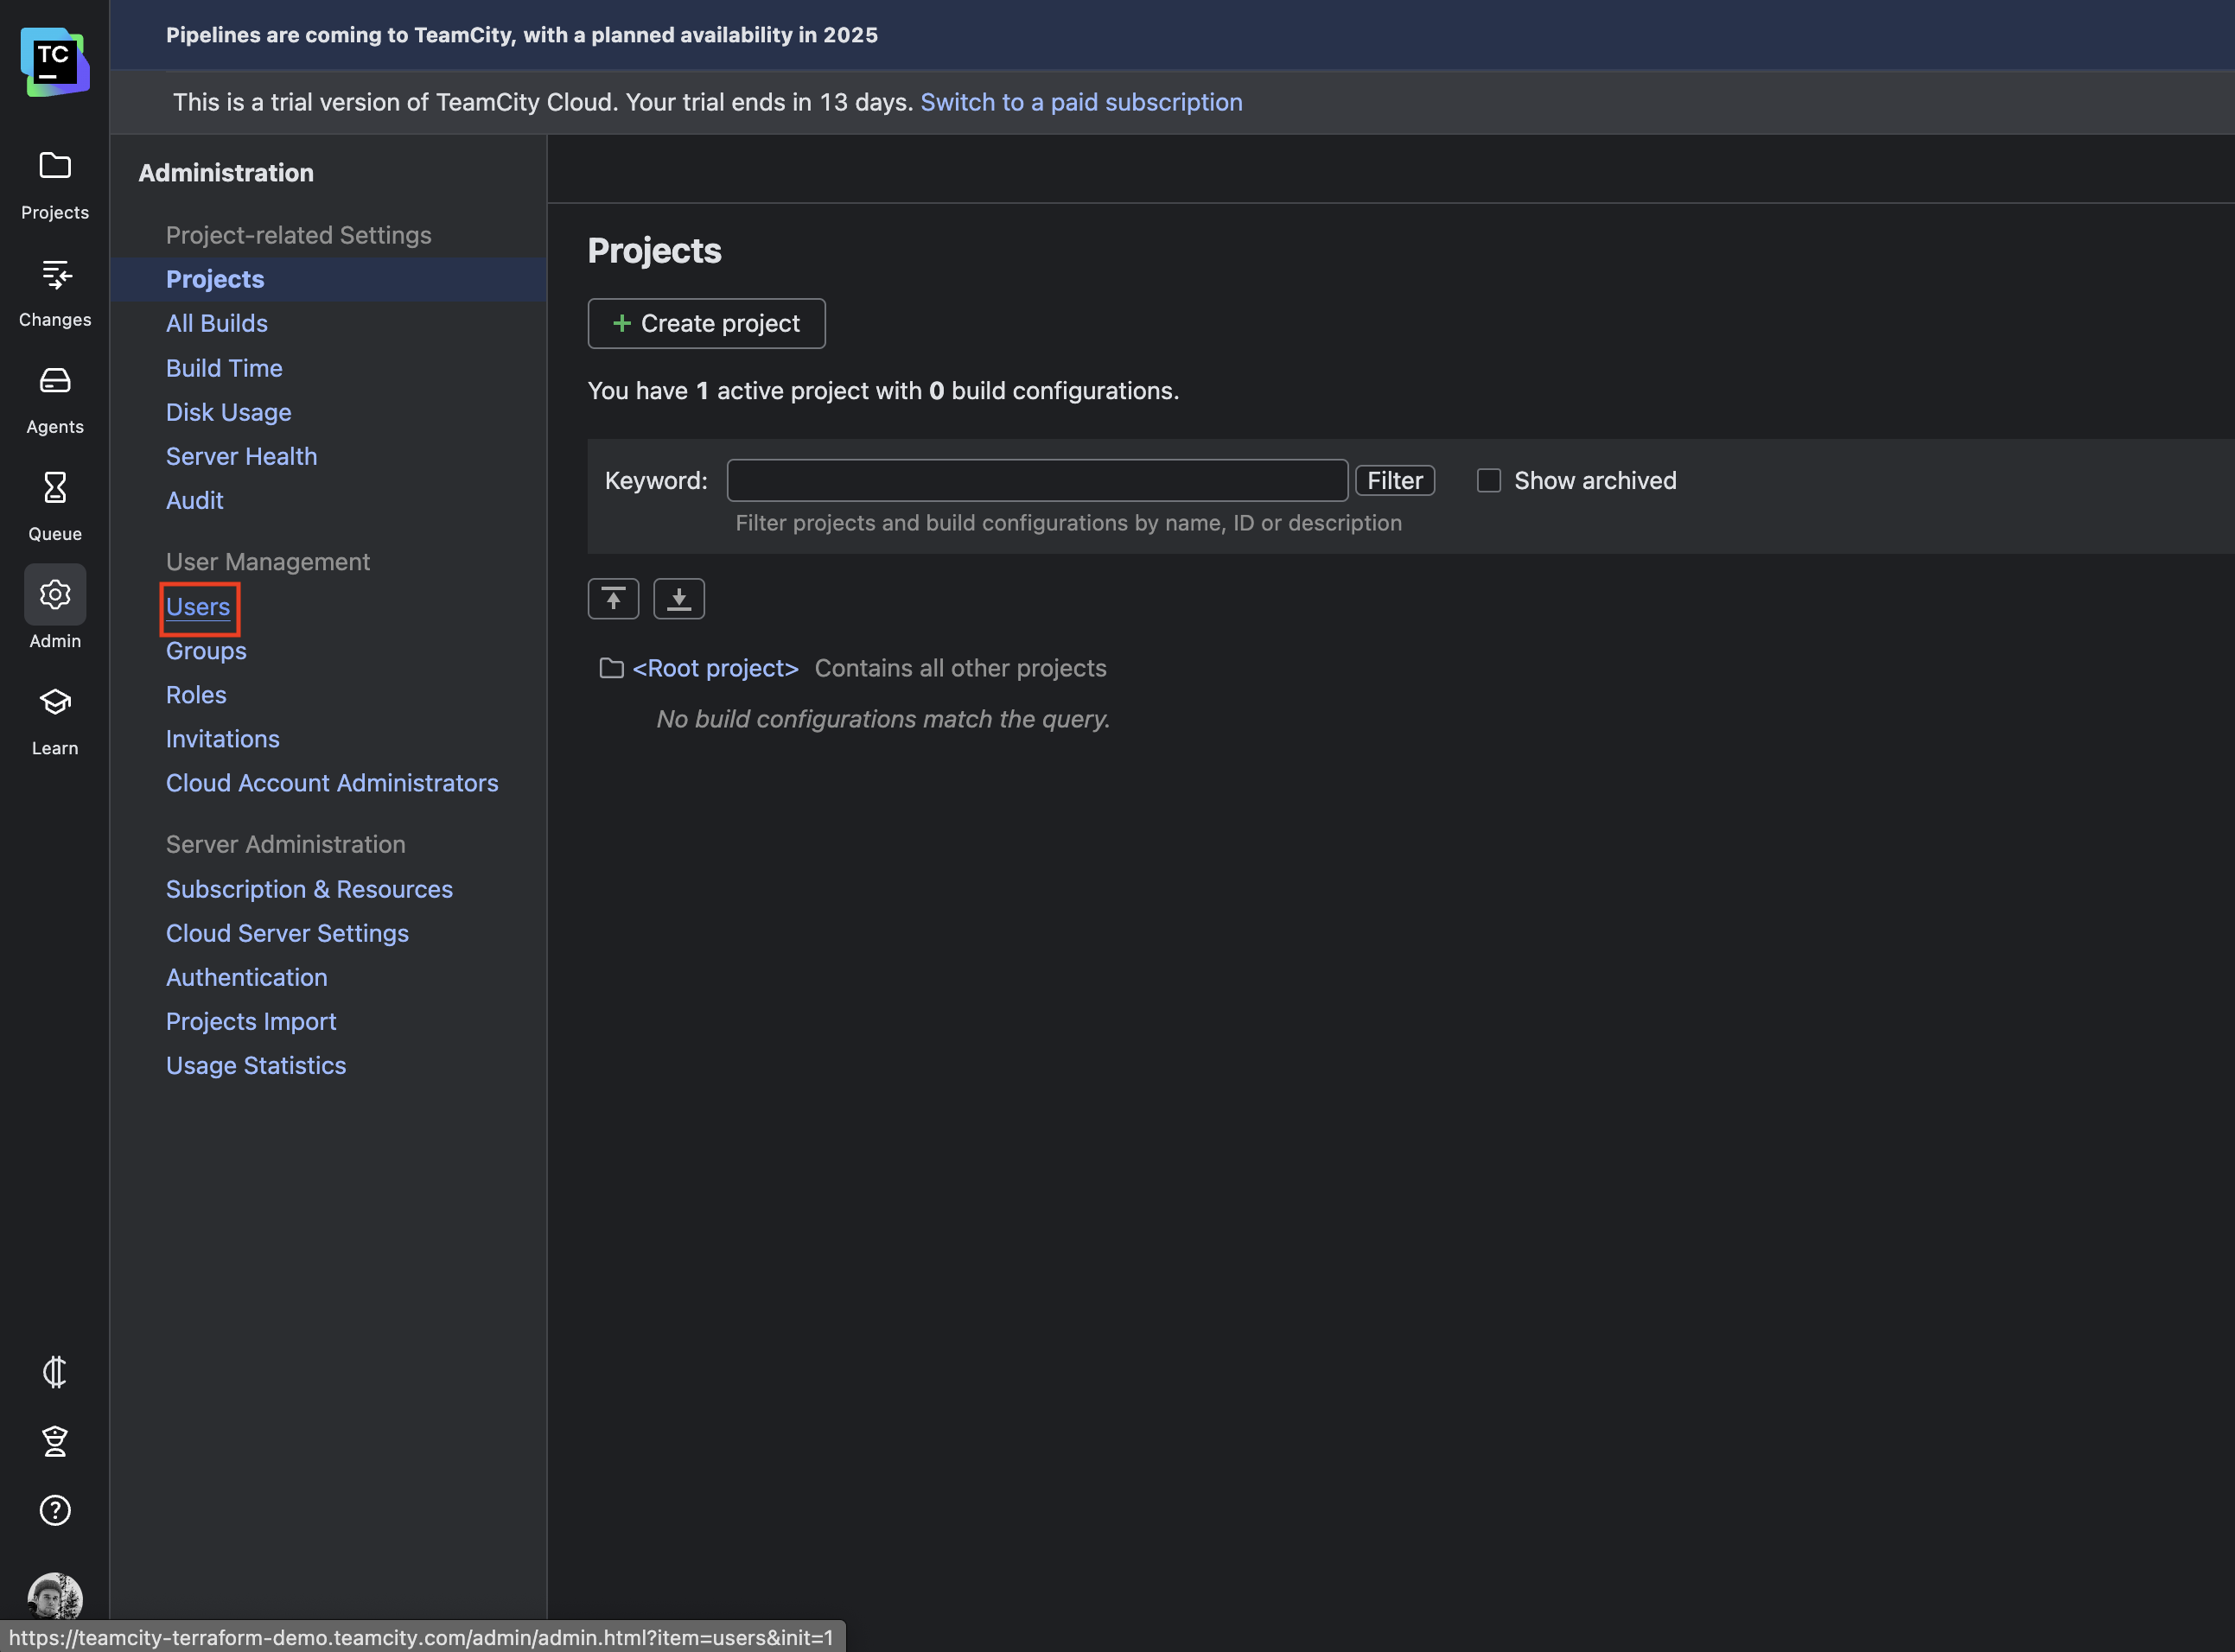 TC
Pipelines are coming to TeamCity, with a planned availability in 2025
This is a trial version of TeamCity Cloud. Your trial ends in 13 days. Switch to a paid subscription
Projects
Changes
Agents
Queue
Admin
Learn
Administration
Project-related Settings
Projects
All Builds
Build Time
Disk Usage
Server Health
Audit
User Management
Users
Groups
Roles
Invitations
Cloud Account Administrators
Server Administration
Subscription & Resources
Cloud Server Settings
Authentication
Projects Import
Usage Statistics
Projects
+ Create project
You have 1 active project with 0 build configurations.
Keyword: Filter Show archived
Filter projects and build configurations by name, ID or description
<Root project> Contains all other projects
No build configurations match the query.
https://teamcity-terraform-demo.teamcity.com/admin/admin.html?item=users&init=1